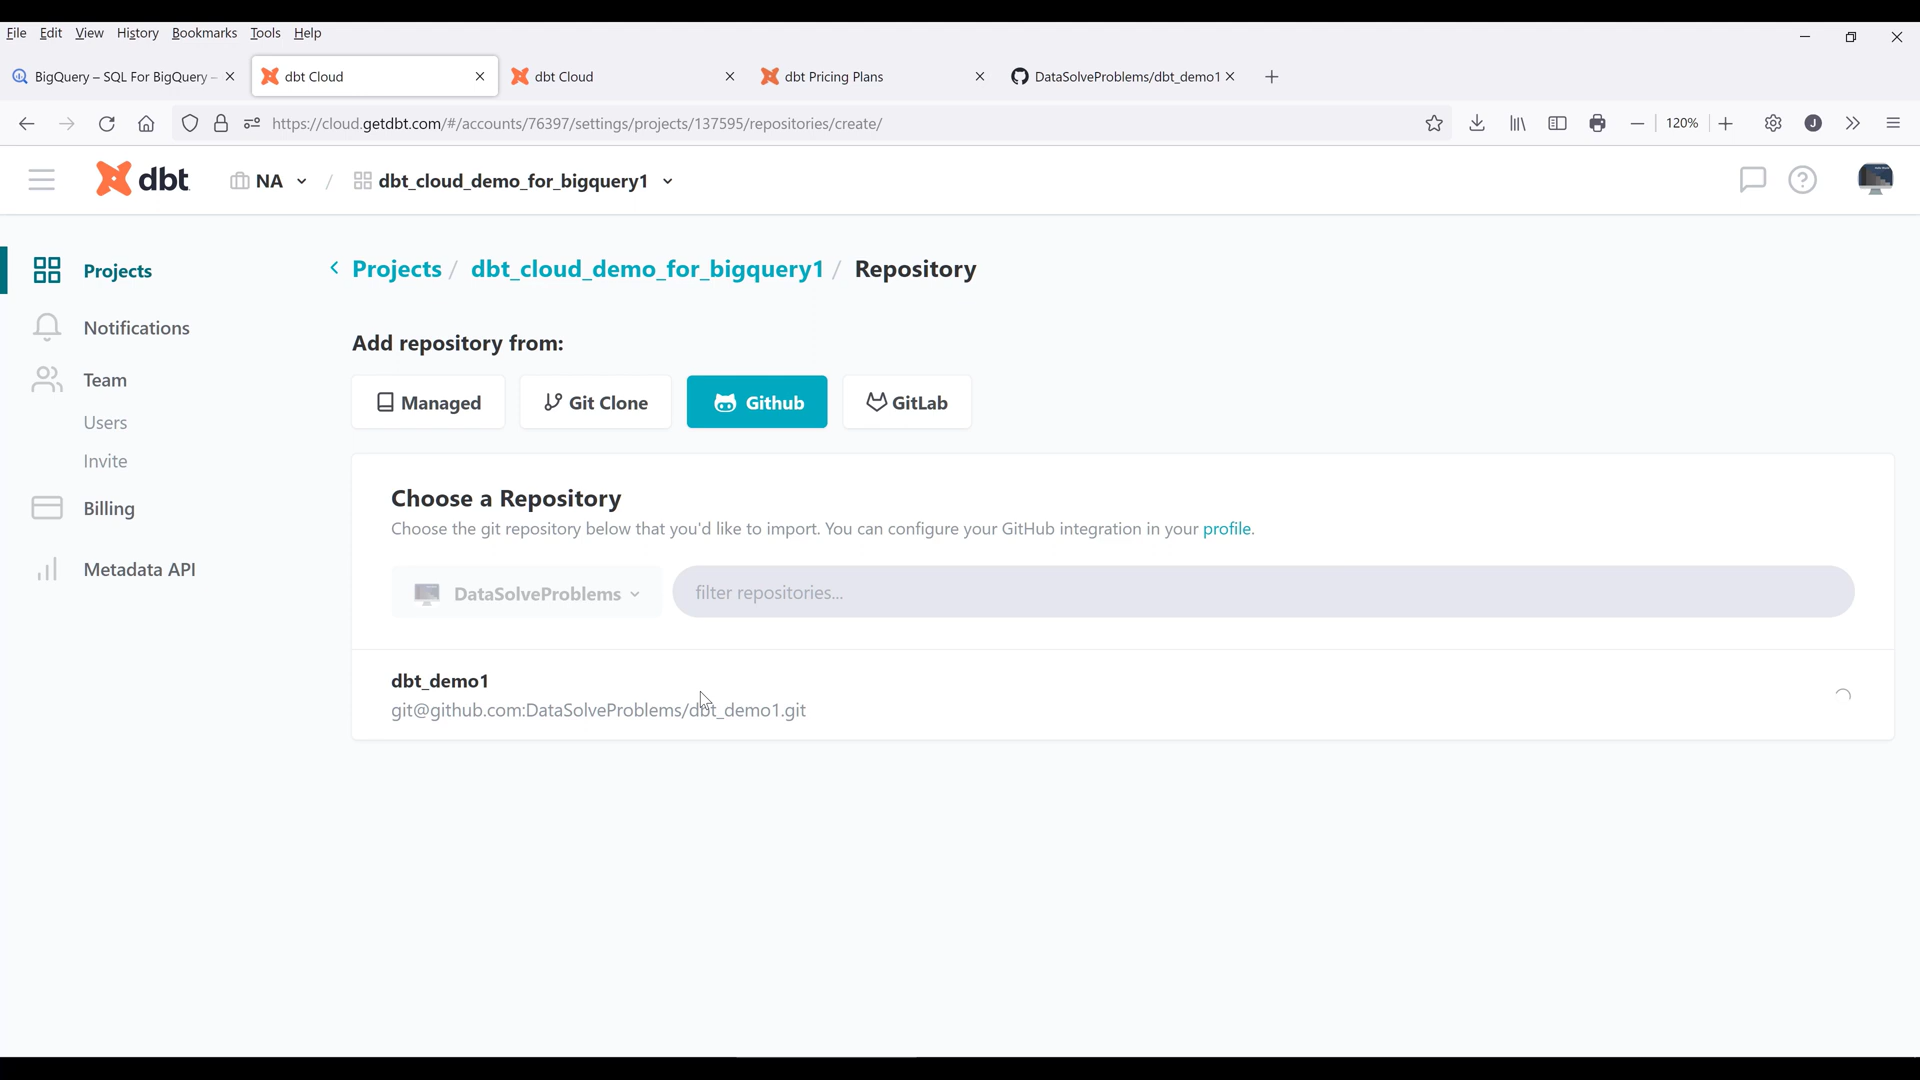 File Edit View History Bookmarks Tools Help
BigQuery – SQL For BigQuery –
dbt Cloud
dbt Cloud
dbt Pricing Plans
DataSolveProblems/dbt_demo1
https://cloud.getdbt.com/#/accounts/76397/settings/projects/137595/repositories/create/
120%
J
dbt
NA
/
dbt_cloud_demo_for_bigquery1
Projects
Notifications
Team
Users
Invite
Billing
Metadata API
Projects / dbt_cloud_demo_for_bigquery1 / Repository
Add repository from:
Managed
Git Clone
Github
GitLab
Choose a Repository
Choose the git repository below that you'd like to import. You can configure your GitHub integration in your profile.
DataSolveProblems
filter repositories...
dbt_demo1
git@github.com:DataSolveProblems/dbt_demo1.git